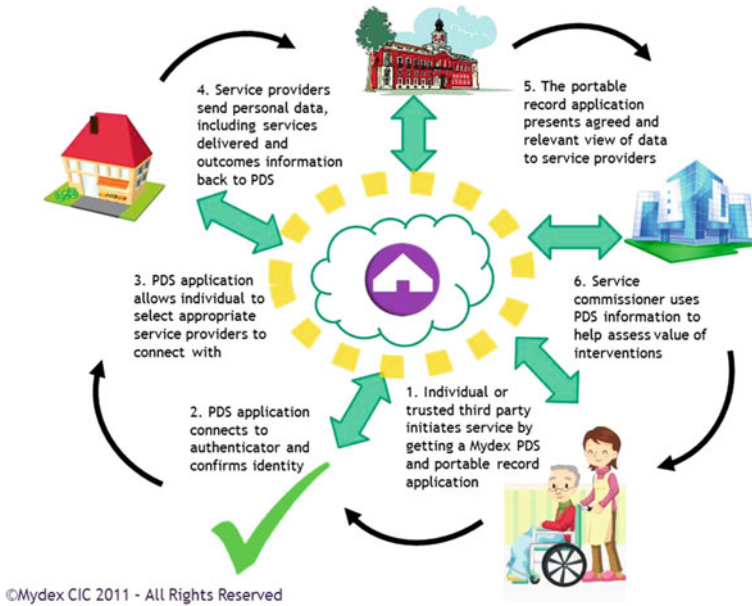 4. Service providers
send personal data,
including services
delivered and
outcomes information
back to PDS
5. The portable
record application
presents agreed and
relevant view of data
to service providers
3. PDS application
allows individual to
select appropriate
service providers to
connect with
6. Service
commissioner uses
PDS information to
help assess value of
interventions
2. PDS application
connects to
authenticator and
confirms identity
1. Individual or
trusted third party
initiates service by
getting a Mydex PDS
and portable record
application
©Mydex CIC 2011 - All Rights Reserved